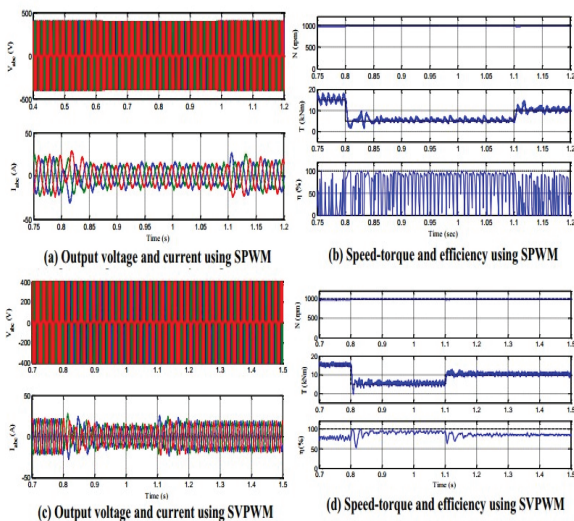 500
V_abc (V)
0
-500
0.4 0.5 0.6 0.7 0.8 0.9 1 1.1 1.2
50
I_abc (A)
0
-50
0.75 0.8 0.85 0.9 0.95 1 1.05 1.1 1.15 1.2
Time (s)
(a) Output voltage and current using SPWM
N (rpm)
1000
500
0
0.75 0.8 0.85 0.9 0.95 1 1.05 1.1 1.15 1.2
T (kNm)
20
10
0
0.75 0.8 0.85 0.9 0.95 1 1.05 1.1 1.15 1.2
η (%)
100
50
0
0.75 0.8 0.85 0.9 0.95 1 1.05 1.1 1.15 1.2
Time (sec)
(b) Speed-torque and efficiency using SPWM
V_abc (V)
400
200
0
-200
-400
0.7 0.8 0.9 1 1.1 1.2 1.3 1.4 1.5
50
I_abc (A)
0
-50
0.7 0.8 0.9 1 1.1 1.2 1.3 1.4 1.5
Time (s)
(c) Output voltage and current using SVPWM
N (rpm)
1000
500
0
0.7 0.8 0.9 1 1.1 1.2 1.3 1.4 1.5
T (kNm)
20
10
0
0.7 0.8 0.9 1 1.1 1.2 1.3 1.4 1.5
η(%)
100
50
0
0.7 0.8 0.9 1 1.1 1.2 1.3 1.4 1.5
Time (s)
(d) Speed-torque and efficiency using SVPWM